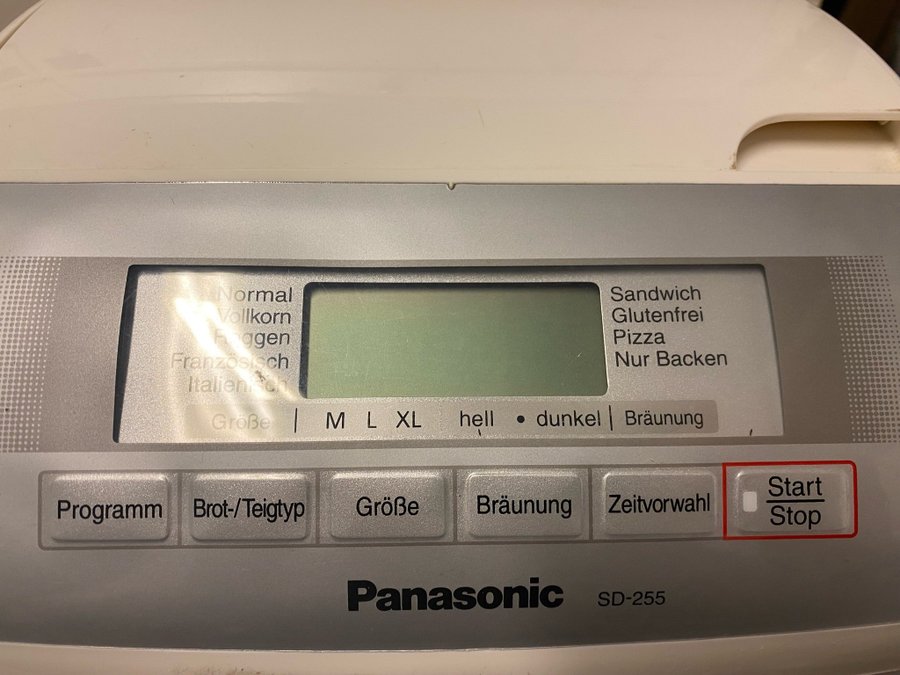 Normal
Vollkorn
Roggen
Französisch
Italienisch
Sandwich
Glutenfrei
Pizza
Nur Backen
Größe | M L XL hell • dunkel | Bräunung
Programm
Brot-/Teigtyp
Größe
Bräunung
Zeitvorwahl
Start
Stop
Panasonic SD-255